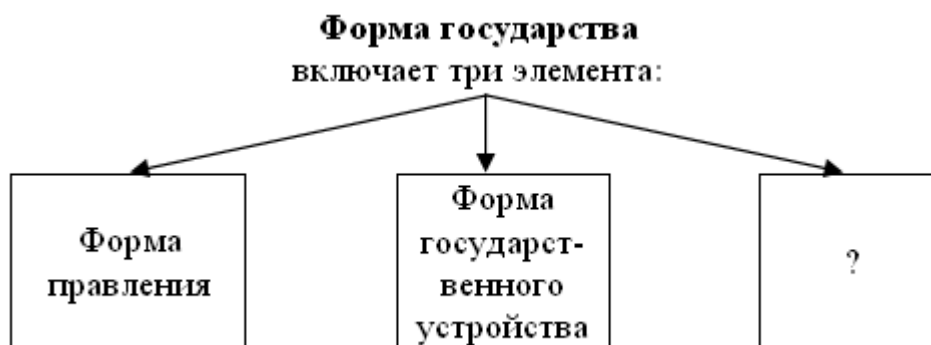 Форма государства
включает три элемента:
Форма
правления
Форма
государст-
венного
устройства
?